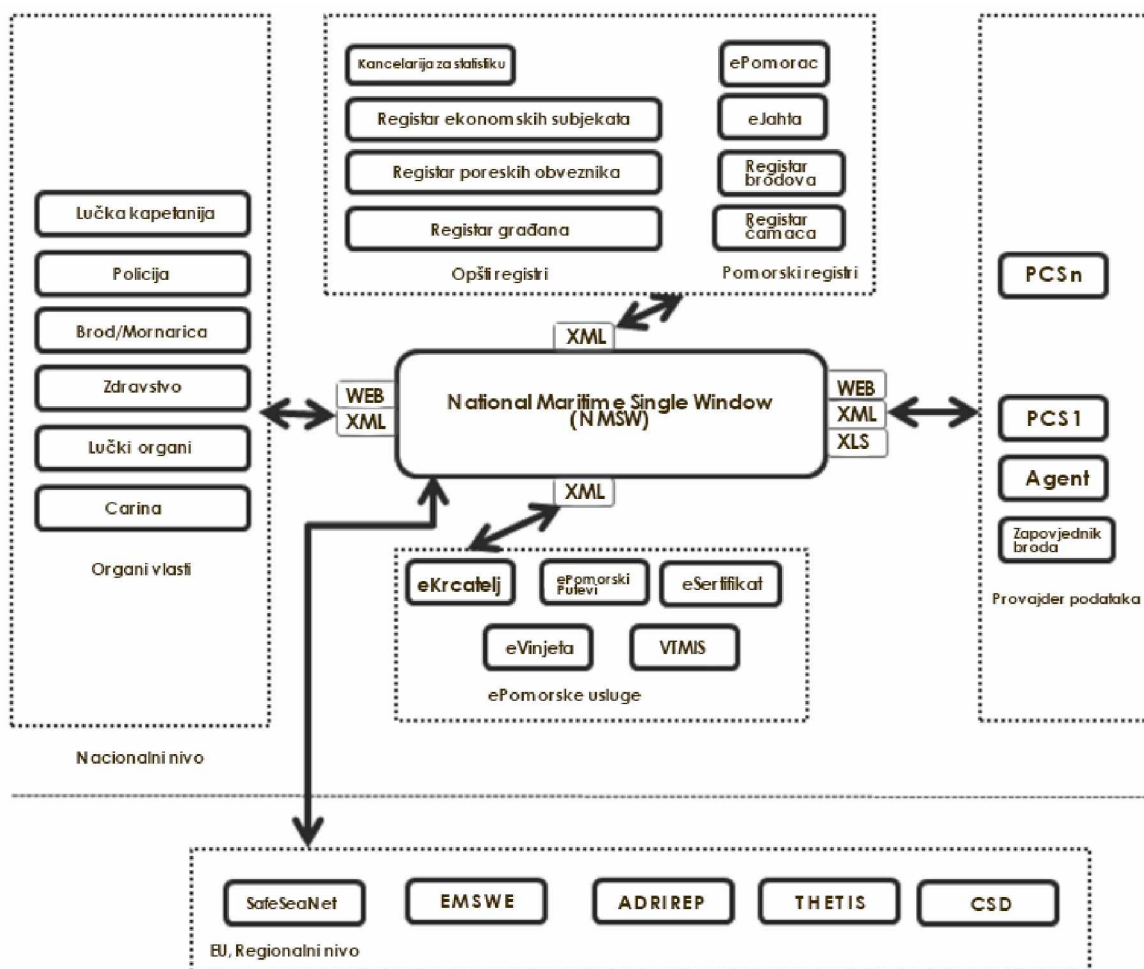 Kancelarija za statistiku
Registar ekonomskih subjekata
Registar poreskih obveznika
Registar građana
Opšti registri
ePomorac
eJahta
Registar
brodova
Registar
čamaca
Pomorski registri
Lučka kapetanija
Policija
Brod/Mornarica
Zdravstvo
Lučki organi
Carina
Organi vlasti
Nacionalni nivo
XML
WEB
XML
National Maritime Single Window
(NMSW)
WEB
XML
XLS
XML
PCSn
PCS1
Agent
Zapovjednik
broda
Provajder podataka
eKrcatelj
ePomorski
Putevi
eSertifikat
eVinjeta
VTMIS
ePomorske usluge
SafeSeaNet
EMSWE
ADRIREP
THETIS
CSD
EU, Regionalni nivo